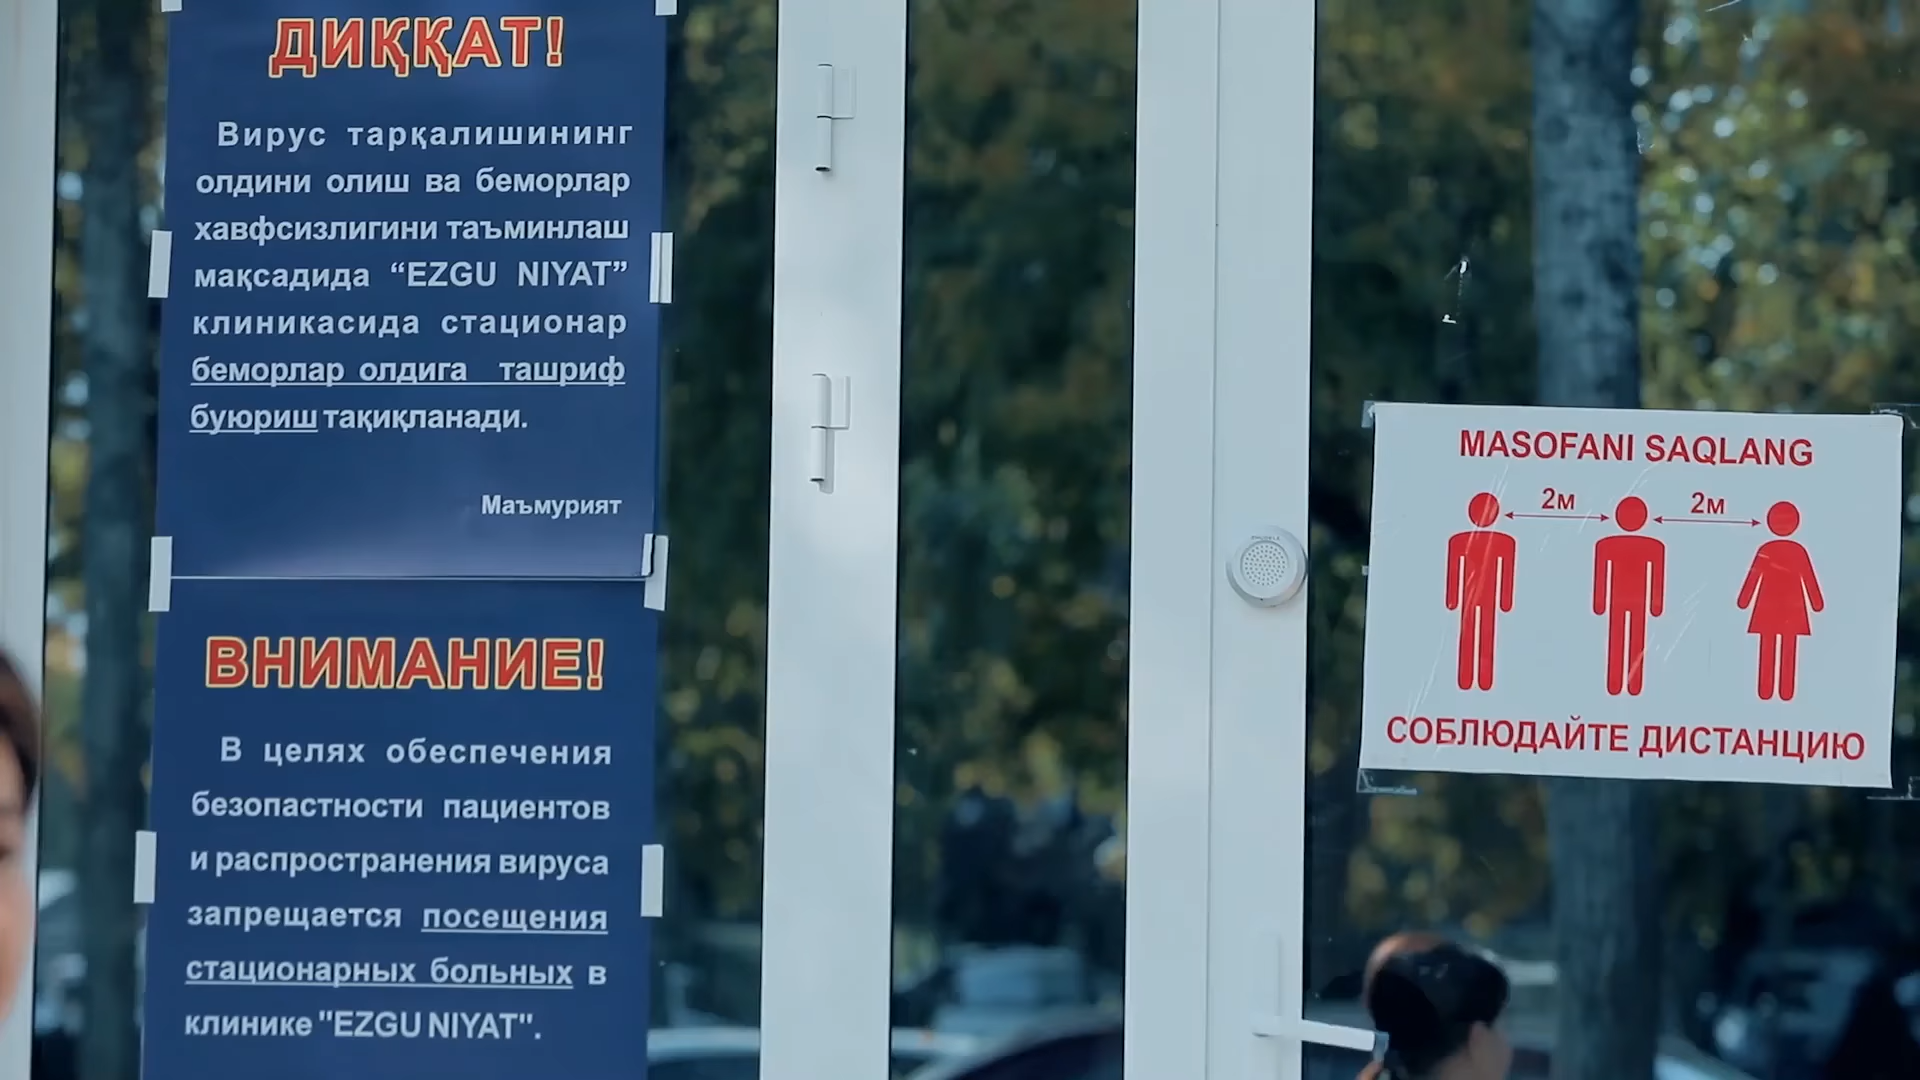 ДИҚҚАТ!
Вирус тарқалишининг
олдини олиш ва беморлар
хавфсизлигини таъминлаш
мақсадида “EZGU NIYAT”
клиникасида стационар
беморлар олдига ташриф
буюриш тақиқланади.
Маъмурият
ВНИМАНИЕ!
В целях обеспечения
безопастности пациентов
и распространения вируса
запрещается посещения
стационарных больных в
клинике "EZGU NIYAT".
MASOFANI SAQLANG
2м 2м
СОБЛЮДАЙТЕ ДИСТАНЦИЮ